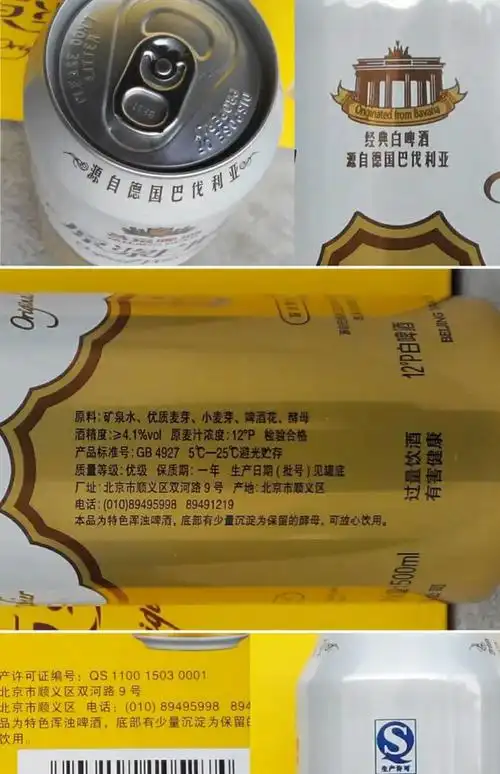 PLEASE DON'T
LITTER
源自德国巴伐利亚
Originated from Bavaria
经典白啤酒
源自德国巴伐利亚
原料:矿泉水、优质麦芽、小麦芽、啤酒花、酵母
酒精度:≥4.1%vol 原麦汁浓度:12°P 检验合格
产品标准号:GB 4927 5℃—25℃避光贮存
质量等级:优级 保质期:一年 生产日期(批号)见罐底
厂址:北京市顺义区双河路9号 产地:北京市顺义区
电话:(010)89495998 89491219
本品为特色浑浊啤酒,底部有少量沉淀为保留的酵母,可放心饮用。
12°P白啤酒
BEIJING
过量饮酒
有害健康
500ml
产许可证编号: QS 1100 1503 0001
北京市顺义区双河路9号
(010) 89495998 894
品为特色浑浊啤酒, 底部有少量沉淀为保留的
饮用。
QS
生产许可